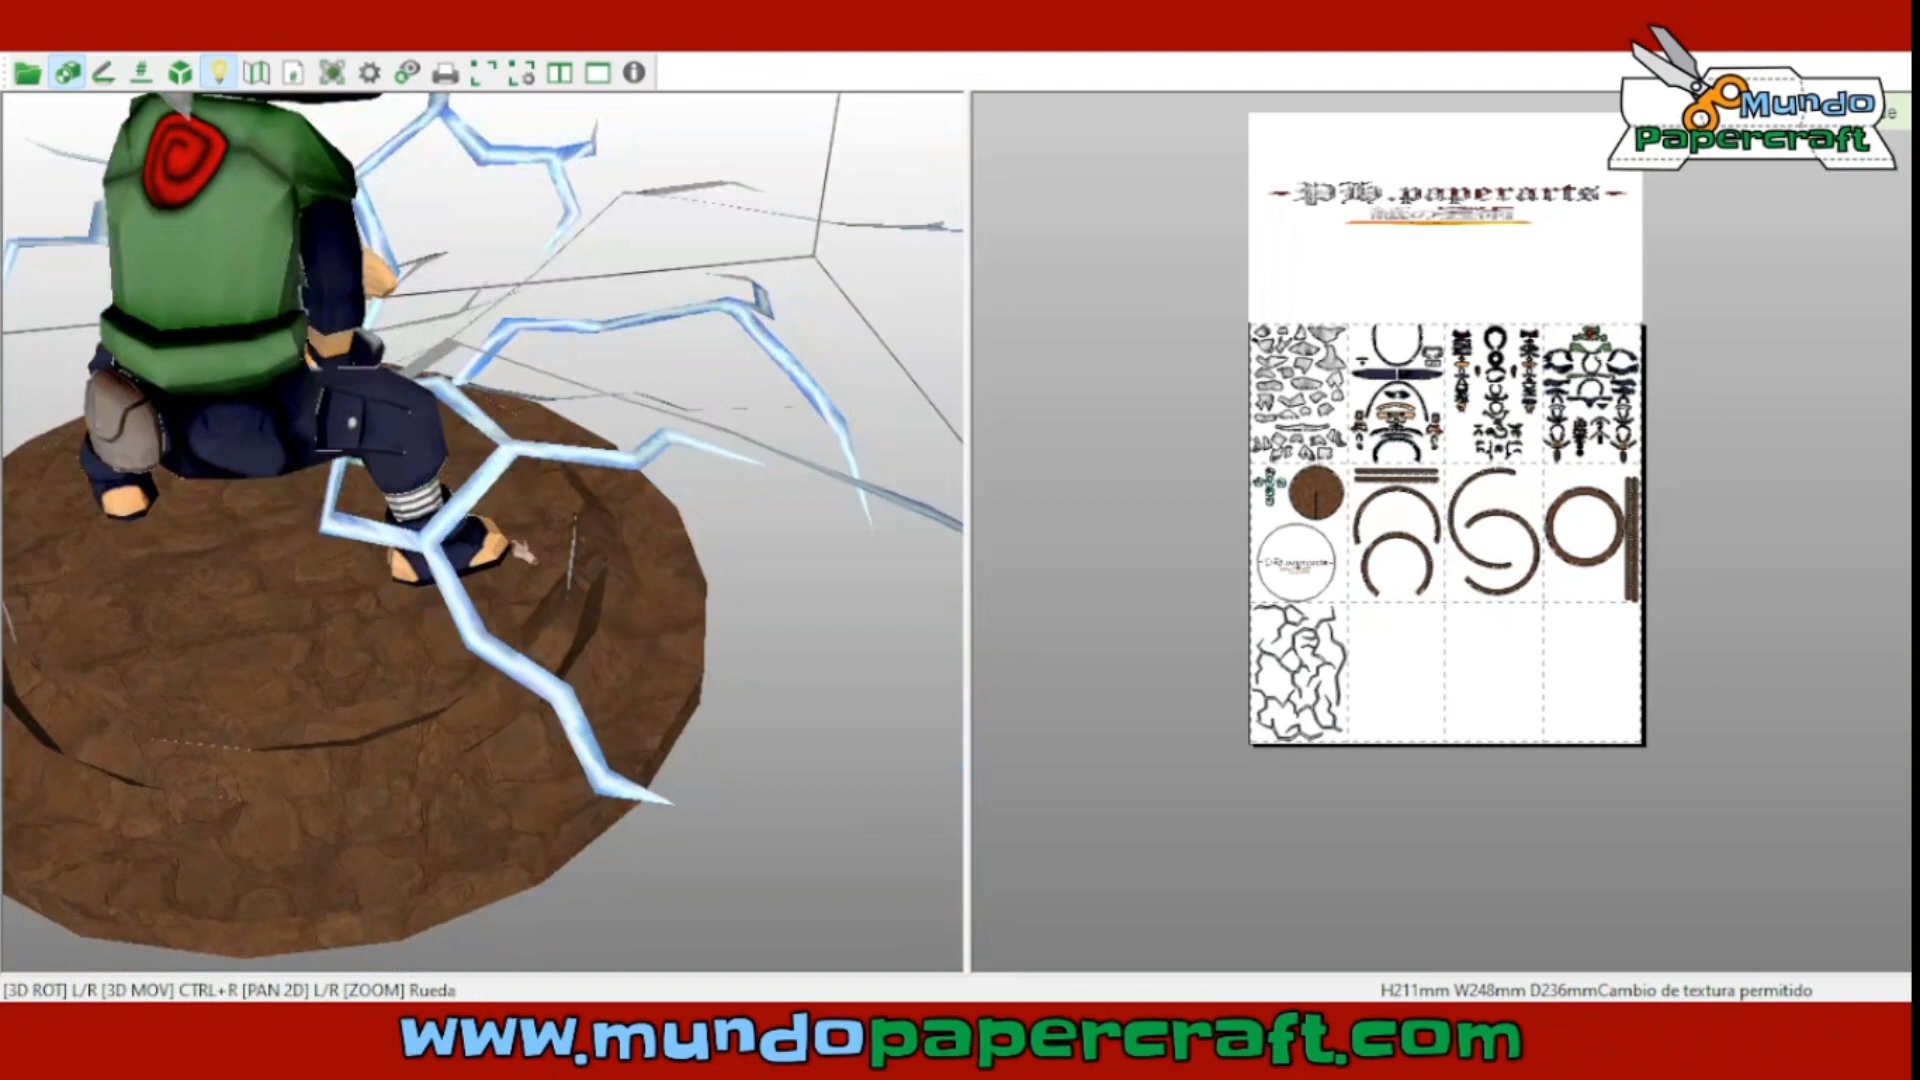 Mundo
Papercraft
-PH.paperarts-
[3D ROT] L/R [3D MOV] CTRL+R [PAN 2D] L/R [ZOOM] Rueda
H211mm W248mm D236mmCambio de textura permitido
www.mundopapercraft.com